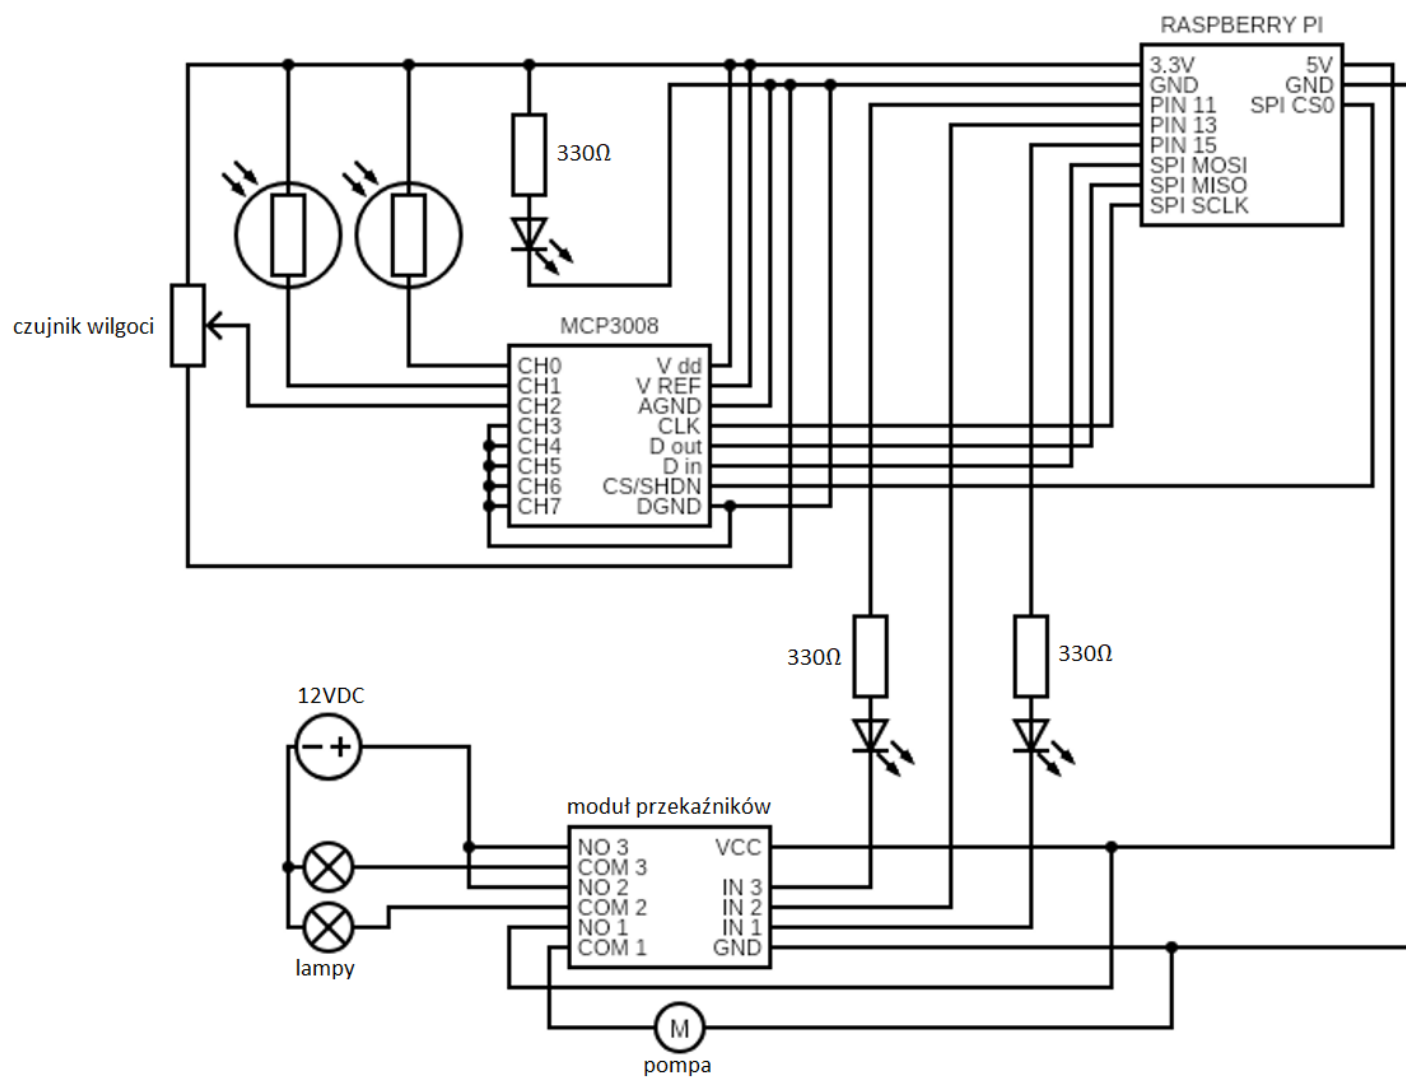 RASPBERRY PI
3.3V 5V
GND GND
PIN 11 SPI CS0
PIN 13
PIN 15
SPI MOSI
SPI MISO
SPI SCLK
330Ω
czujnik wilgoci
MCP3008
CH0 V dd
CH1 V REF
CH2 AGND
CH3 CLK
CH4 D out
CH5 D in
CH6 CS/SHDN
CH7 DGND
330Ω
330Ω
12VDC
moduł przekaźników
NO 3 VCC
COM 3
NO 2 IN 3
COM 2 IN 2
NO 1 IN 1
COM 1 GND
lampy
M
pompa